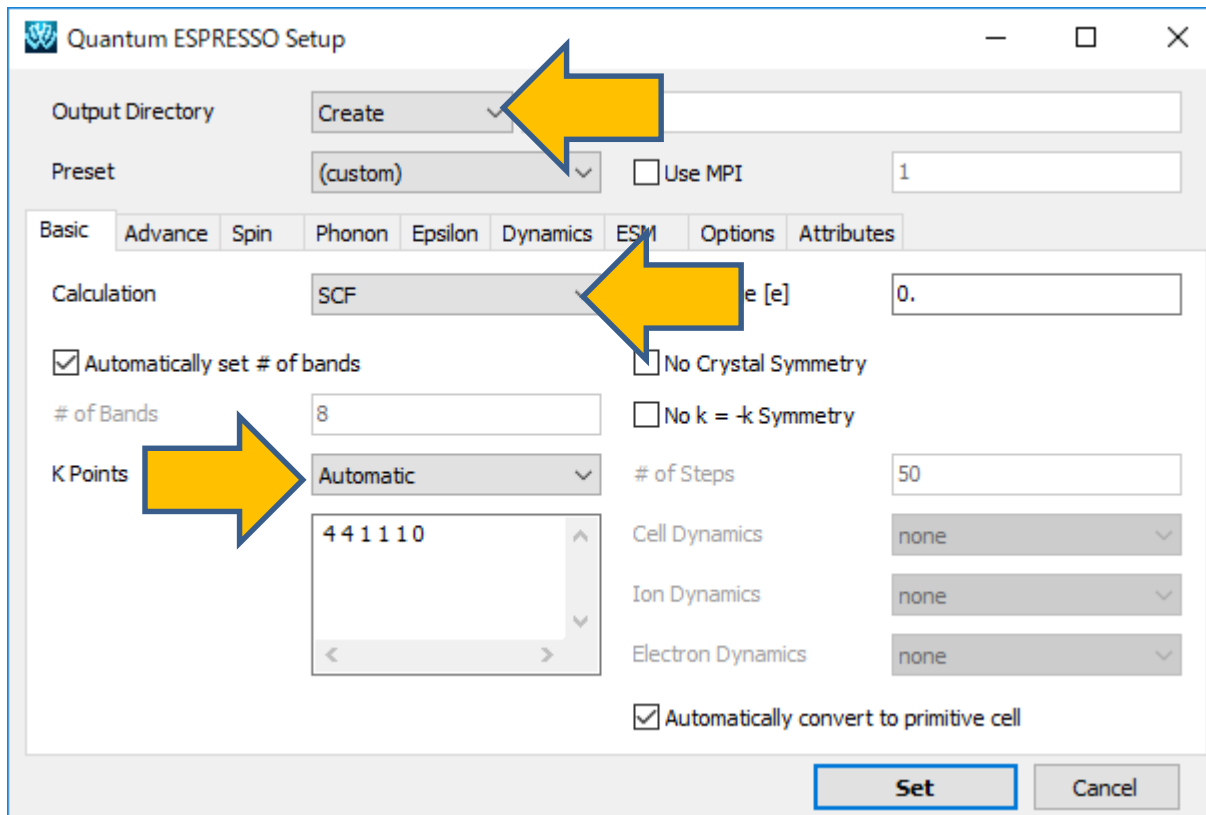 Quantum ESPRESSO Setup
Output Directory Create
Preset (custom) Use MPI 1
Basic Advance Spin Phonon Epsilon Dynamics ESM Options Attributes
Calculation SCF e [e] 0.
Automatically set # of bands No Crystal Symmetry
# of Bands 8 No k = -k Symmetry
K Points Automatic # of Steps 50
4 4 1 1 1 0 Cell Dynamics none
Ion Dynamics none
Electron Dynamics none
Automatically convert to primitive cell
Set Cancel